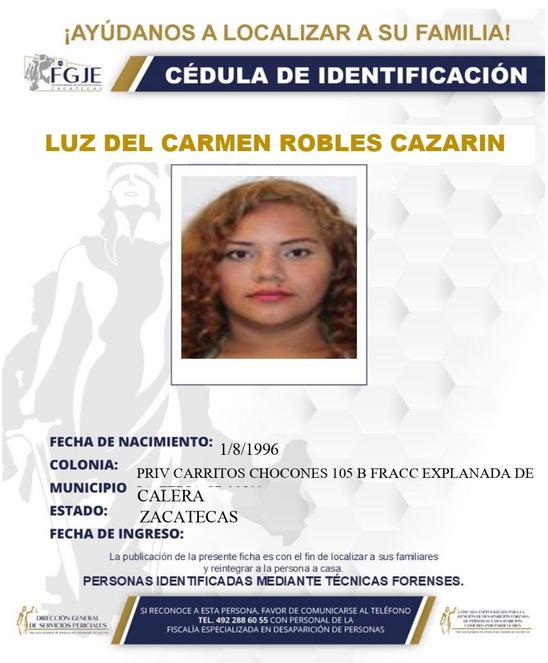 ¡AYÚDANOS A LOCALIZAR A SU FAMILIA!
FGJE
ZACATECAS
CÉDULA DE IDENTIFICACIÓN
LUZ DEL CARMEN ROBLES CAZARIN
FECHA DE NACIMIENTO: 1/8/1996
COLONIA: PRIV CARRITOS CHOCONES 105 B FRACC EXPLANADA DE
MUNICIPIO CALERA
ESTADO: ZACATECAS
FECHA DE INGRESO:
La publicación de la presente ficha es con el fin de localizar a sus familiares
y reintegrar a la persona a casa.
PERSONAS IDENTIFICADAS MEDIANTE TÉCNICAS FORENSES.
DIRECCIÓN GENERAL
DE SERVICIOS PERICIALES
SI RECONOCE A ESTA PERSONA, FAVOR DE COMUNICARSE AL TELÉFONO
TEL. 492 288 60 55 CON PERSONAL DE LA
FISCALÍA ESPECIALIZADA EN DESAPARICIÓN DE PERSONAS